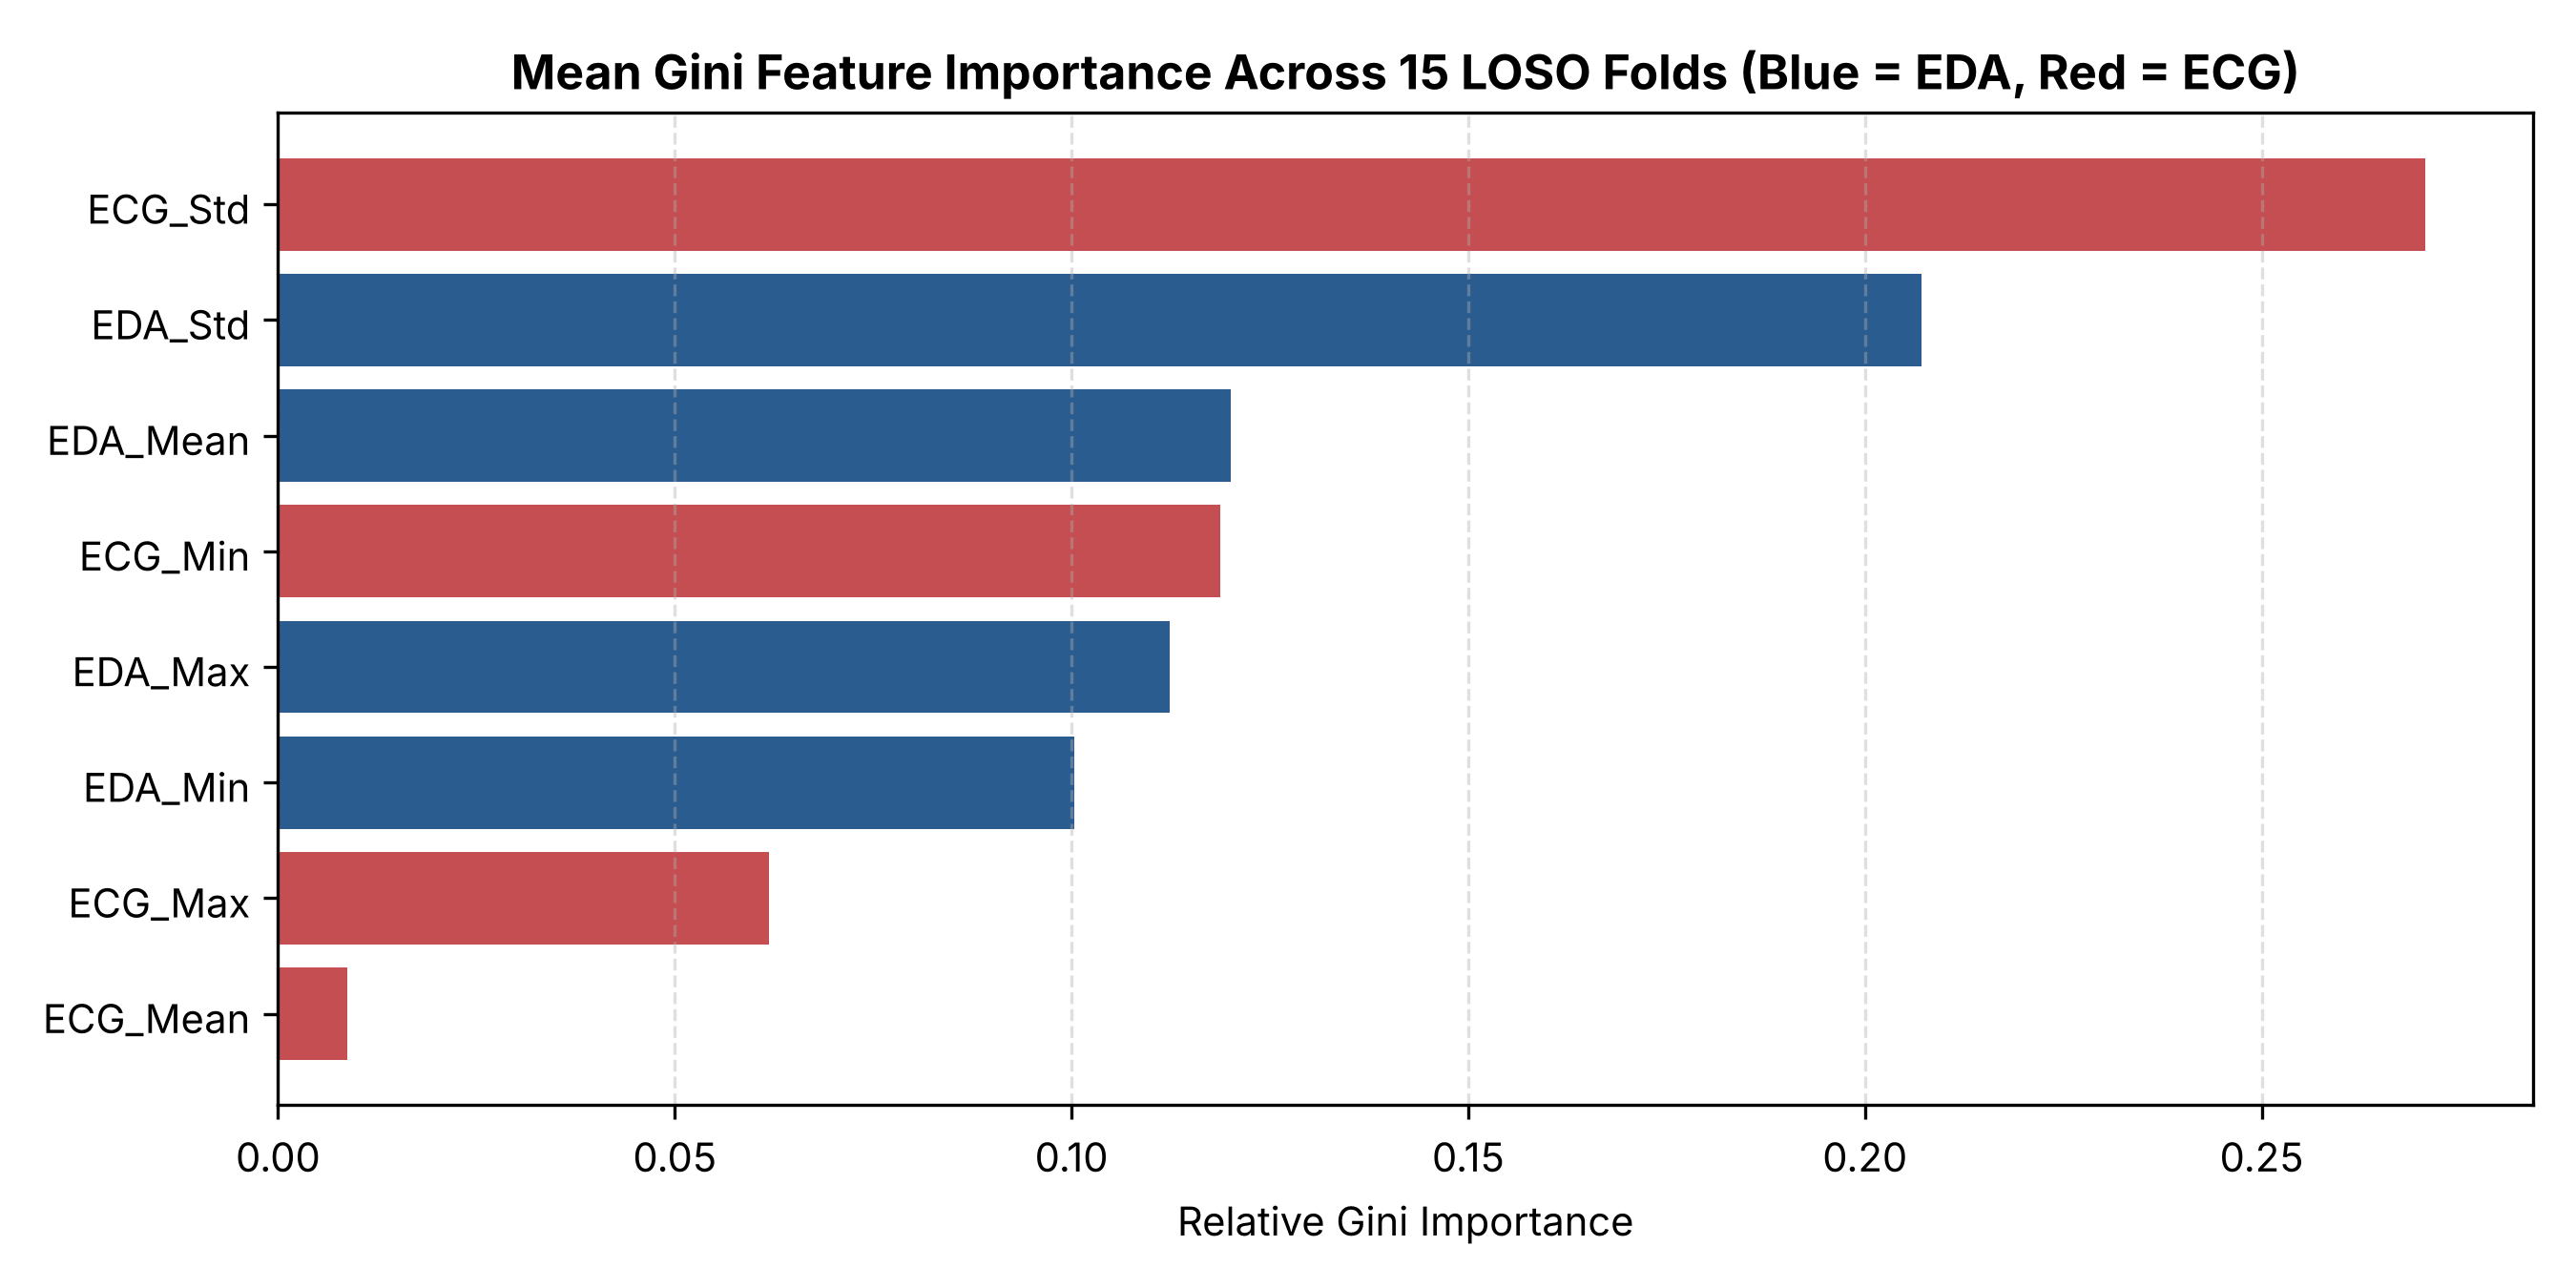 Mean Gini Feature Importance Across 15 LOSO Folds (Blue = EDA, Red = ECG)
ECG_Std
EDA_Std
EDA_Mean
ECG_Min
EDA_Max
EDA_Min
ECG_Max
ECG_Mean
0.00 0.05 0.10 0.15 0.20 0.25
Relative Gini Importance